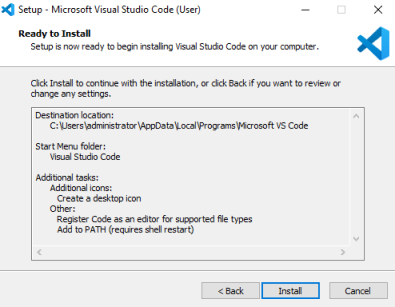 Setup - Microsoft Visual Studio Code (User)
Ready to Install
Setup is now ready to begin installing Visual Studio Code on your computer.
Click Install to continue with the installation, or click Back if you want to review or
change any settings.
Destination location:
C:\Users\administrator\AppData\Local\Programs\Microsoft VS Code
Start Menu folder:
Visual Studio Code
Additional tasks:
Additional icons:
Create a desktop icon
Other:
Register Code as an editor for supported file types
Add to PATH (requires shell restart)
< Back Install Cancel